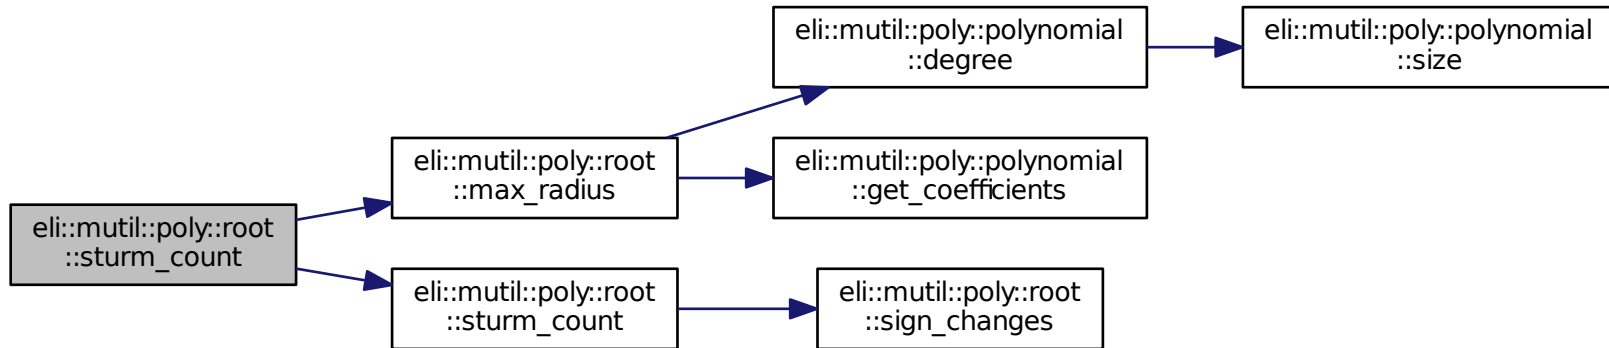 eli::mutil::poly::root
::sturm_count
eli::mutil::poly::root
::max_radius
eli::mutil::poly::polynomial
::degree
eli::mutil::poly::polynomial
::size
eli::mutil::poly::polynomial
::get_coefficients
eli::mutil::poly::root
::sturm_count
eli::mutil::poly::root
::sign_changes